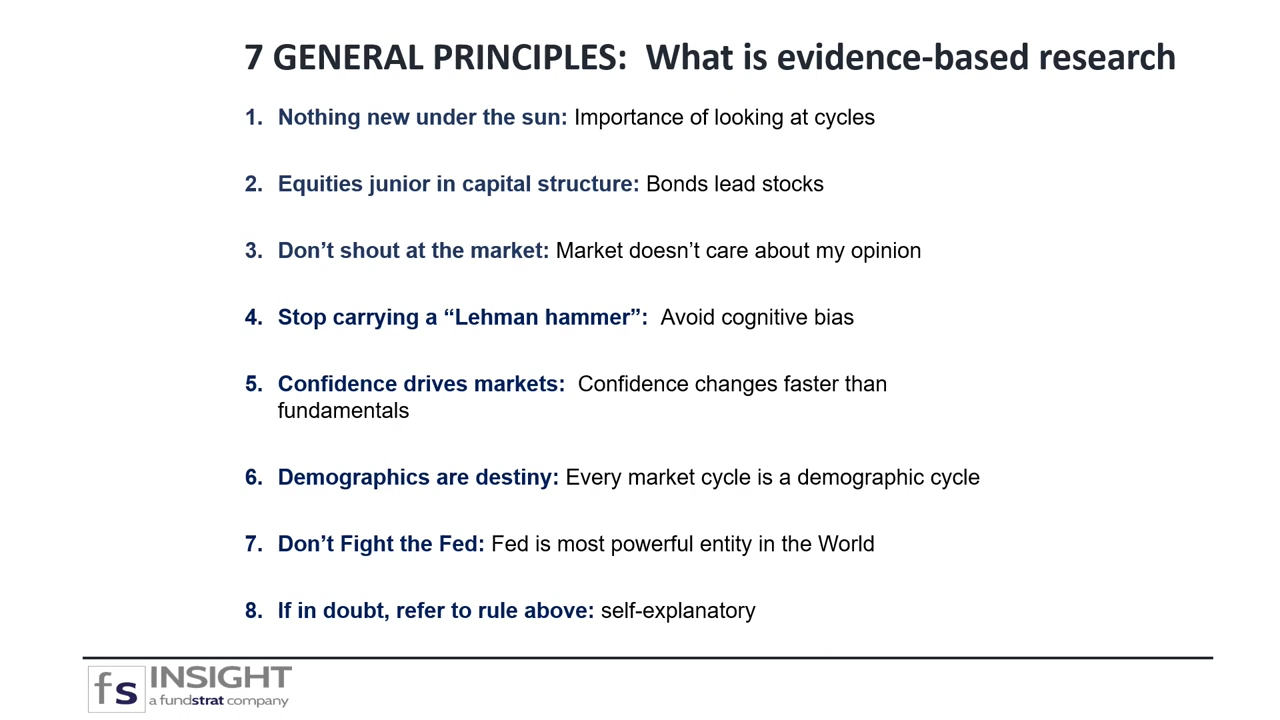 7 GENERAL PRINCIPLES: What is evidence-based research
1. Nothing new under the sun: Importance of looking at cycles
2. Equities junior in capital structure: Bonds lead stocks
3. Don’t shout at the market: Market doesn’t care about my opinion
4. Stop carrying a “Lehman hammer”: Avoid cognitive bias
5. Confidence drives markets: Confidence changes faster than
fundamentals
6. Demographics are destiny: Every market cycle is a demographic cycle
7. Don’t Fight the Fed: Fed is most powerful entity in the World
8. If in doubt, refer to rule above: self-explanatory
fs INSIGHT
a fundstrat company